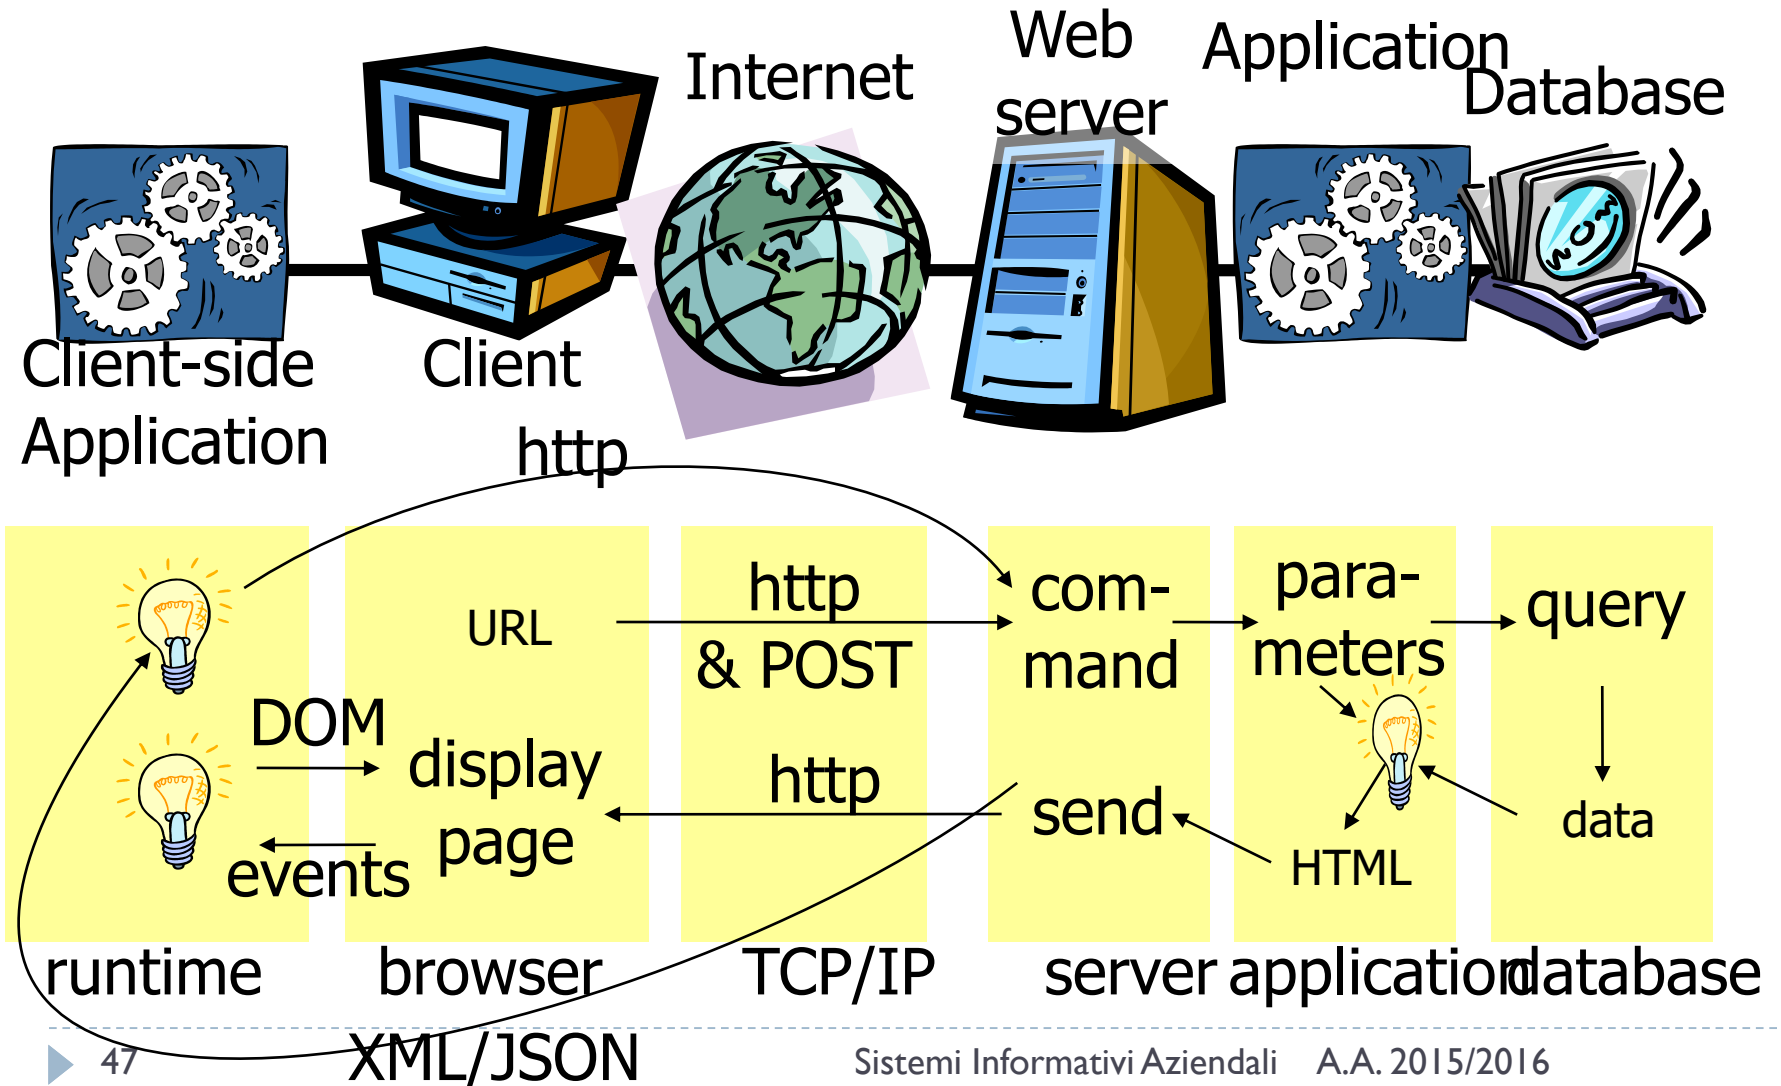 Internet
Web
server
Application
Database
Client-side
Application
Client
http
URL
http
& POST
com-
mand
para-
meters
query
DOM
display
page
events
http
send
HTML
data
runtime
browser
TCP/IP
server
application
database
XML/JSON
47
Sistemi Informativi Aziendali
A.A. 2015/2016